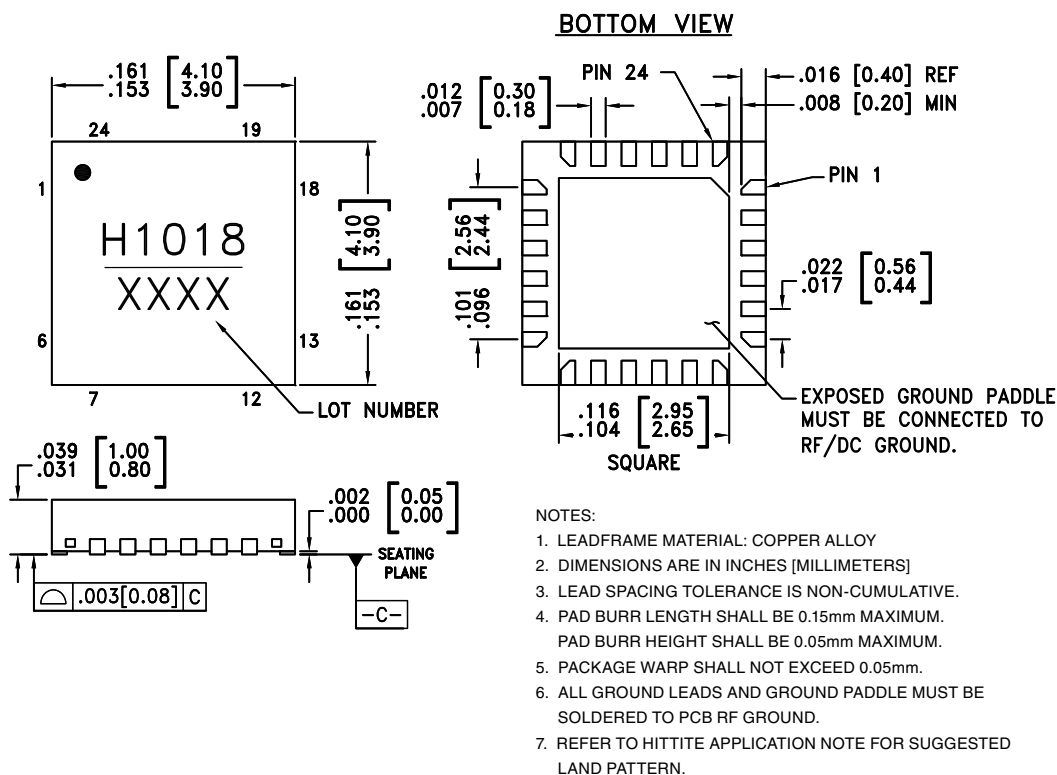 BOTTOM VIEW
.161 [4.10]
.153 [3.90]
24 19
1 18
H1018
XXXX
6 13
7 12
LOT NUMBER
.161 [4.10]
.153 [3.90]
PIN 24
.012 [0.30]
.007 [0.18]
.016 [0.40] REF
.008 [0.20] MIN
PIN 1
.101 [2.56]
.096 [2.44]
.022 [0.56]
.017 [0.44]
.116 [2.95]
.104 [2.65]
SQUARE
EXPOSED GROUND PADDLE
MUST BE CONNECTED TO
RF/DC GROUND.
.039 [1.00]
.031 [0.80]
.002 [0.05]
.000 [0.00]
SEATING
PLANE
.003[0.08] C
-C-
NOTES:
1. LEADFRAME MATERIAL: COPPER ALLOY
2. DIMENSIONS ARE IN INCHES [MILLIMETERS]
3. LEAD SPACING TOLERANCE IS NON-CUMULATIVE.
4. PAD BURR LENGTH SHALL BE 0.15mm MAXIMUM.
PAD BURR HEIGHT SHALL BE 0.05mm MAXIMUM.
5. PACKAGE WARP SHALL NOT EXCEED 0.05mm.
6. ALL GROUND LEADS AND GROUND PADDLE MUST BE
SOLDERED TO PCB RF GROUND.
7. REFER TO HITTITE APPLICATION NOTE FOR SUGGESTED
LAND PATTERN.